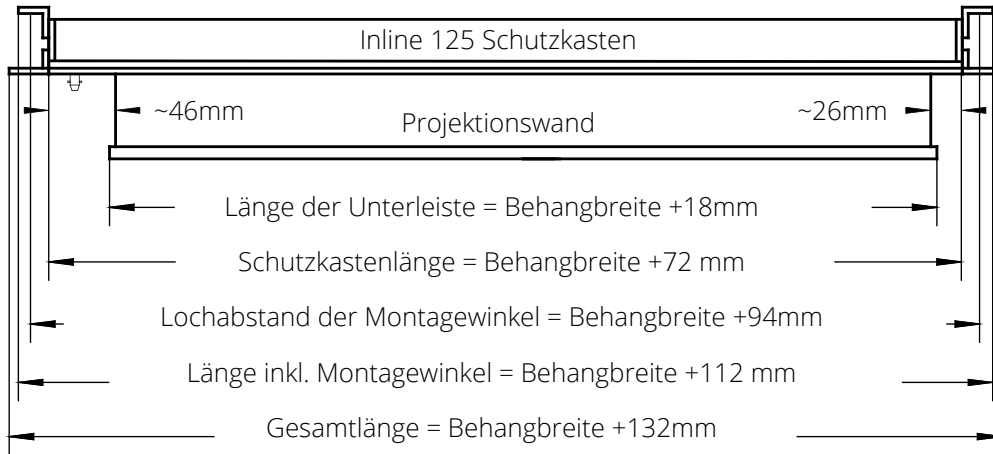 Inline 125 Schutzkasten
~46mm
~26mm
Projektionswand
Länge der Unterleiste = Behangbreite +18mm
Schutzkastenlänge = Behangbreite +72 mm
Lochabstand der Montagewinkel = Behangbreite +94mm
Länge inkl. Montagewinkel = Behangbreite +112 mm
Gesamtlänge = Behangbreite +132mm